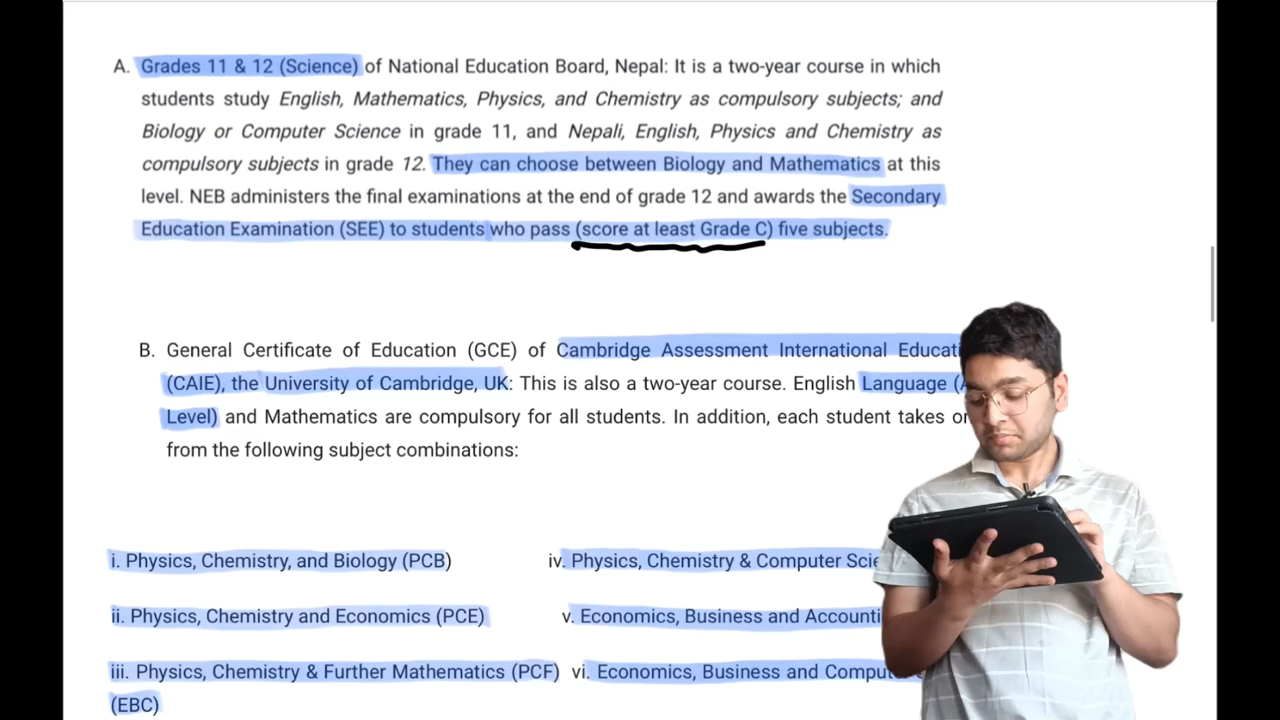 A. Grades 11 & 12 (Science) of National Education Board, Nepal: It is a two-year course in which
students study English, Mathematics, Physics, and Chemistry as compulsory subjects; and
Biology or Computer Science in grade 11, and Nepali, English, Physics and Chemistry as
compulsory subjects in grade 12. They can choose between Biology and Mathematics at this
level. NEB administers the final examinations at the end of grade 12 and awards the Secondary
Education Examination (SEE) to students who pass (score at least Grade C) five subjects.
B. General Certificate of Education (GCE) of Cambridge Assessment International
(CAIE), the University of Cambridge, UK: This is also a two-year course. English Language
Level) and Mathematics are compulsory for all students. In addition, each student takes
from the following subject combinations:
i. Physics, Chemistry, and Biology (PCB)
iv. Physics, Chemistry & Computer
ii. Physics, Chemistry and Economics (PCE)
v. Economics, Business and
iii. Physics, Chemistry & Further Mathematics (PCF)
vi. Economics, Business and
(EBC)